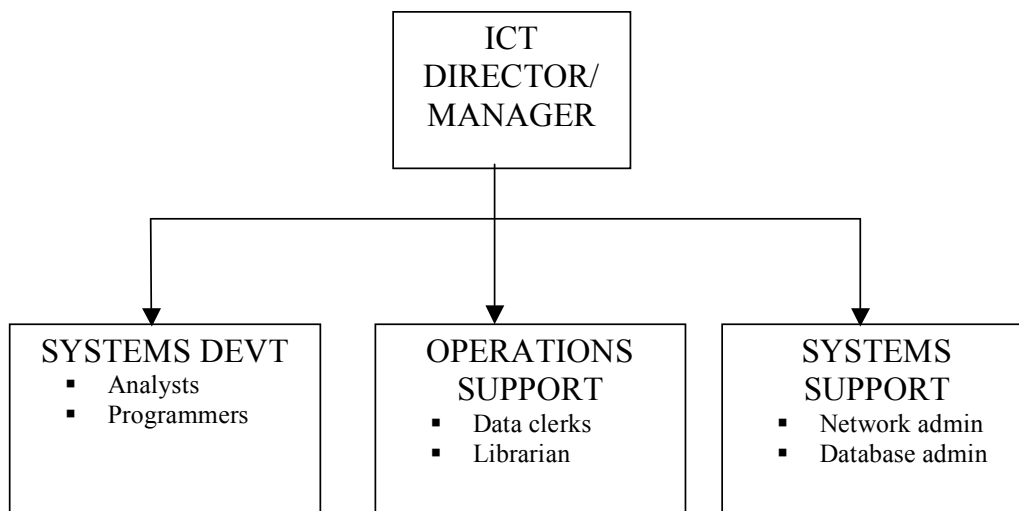 ICT
DIRECTOR/
MANAGER
SYSTEMS DEVT
▪ Analysts
▪ Programmers
OPERATIONS
SUPPORT
▪ Data clerks
▪ Librarian
SYSTEMS
SUPPORT
▪ Network admin
▪ Database admin